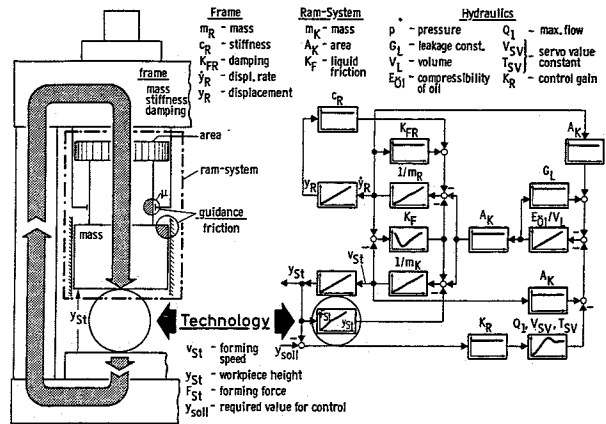 Frame
m_R - mass
c_R - stiffness
K_FR - damping
ẏ_R - displ. rate
y_R - displacement
Ram-System
m_K - mass
A_K - area
K_F - liquid friction
Hydraulics
p - pressure
G_L - leakage const.
V_L - volume
E_Öl - compressibility of oil
Q_1 - max. flow
V_SV
T_SV } servo value constant
K_R - control gain
frame
mass
stiffness
damping
area
ram-system
μ
guidance
friction
mass
y_St
c_R
K_FR
A_K
y_R
ẏ_R
1/m_R
G_L
K_F
A_K
E_Öl/V_L
v_St
1/m_K
y_St
A_K
F_St
y_St
Technology
y_soll
K_R
Q_1, V_SV, T_SV
v_St - forming speed
y_St - workpiece height
F_St - forming force
y_soll - required value for control